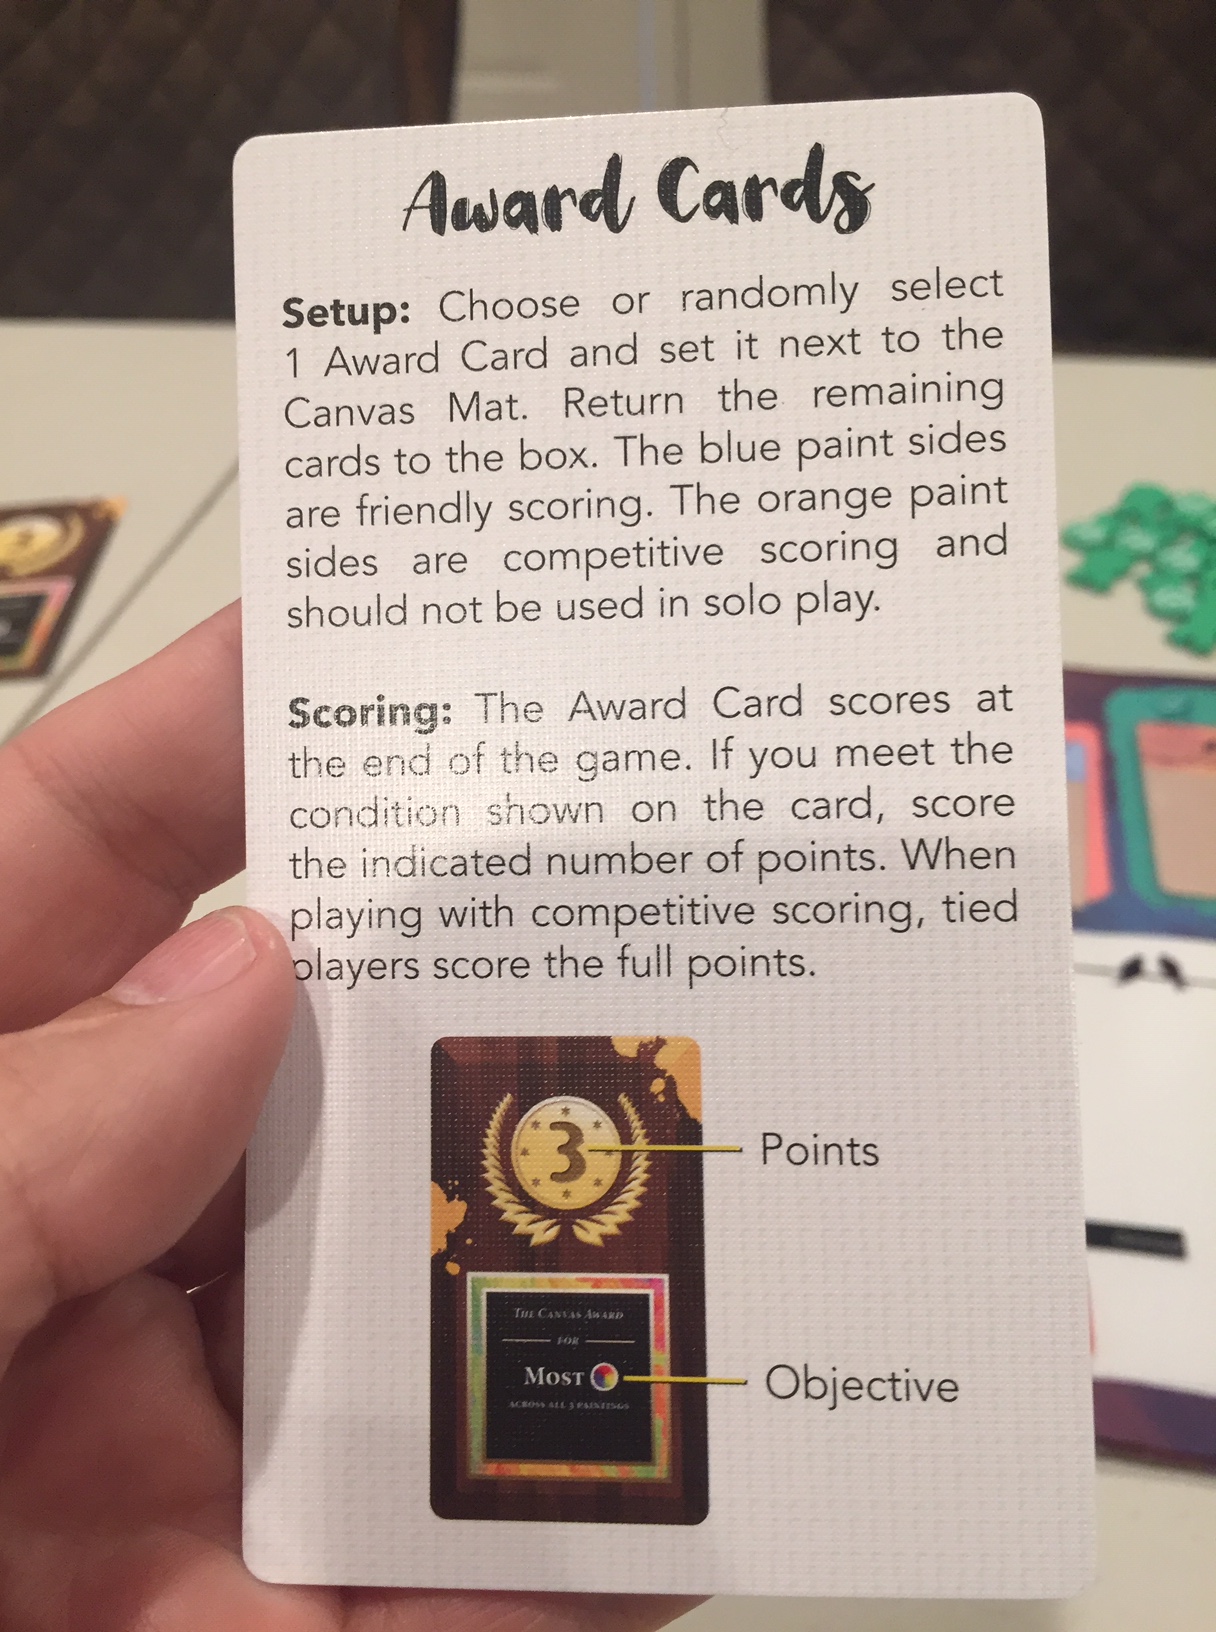 Award Cards
Setup: Choose or randomly select
1 Award Card and set it next to the
Canvas Mat. Return the remaining
cards to the box. The blue paint sides
are friendly scoring. The orange paint
sides are competitive scoring and
should not be used in solo play.
Scoring: The Award Card scores at
the end of the game. If you meet the
condition shown on the card, score
the indicated number of points. When
playing with competitive scoring, tied
players score the full points.
3
Points
THE CANVAS AWARD
FOR
MOST
Objective
ACROSS ALL 3 PAINTINGS